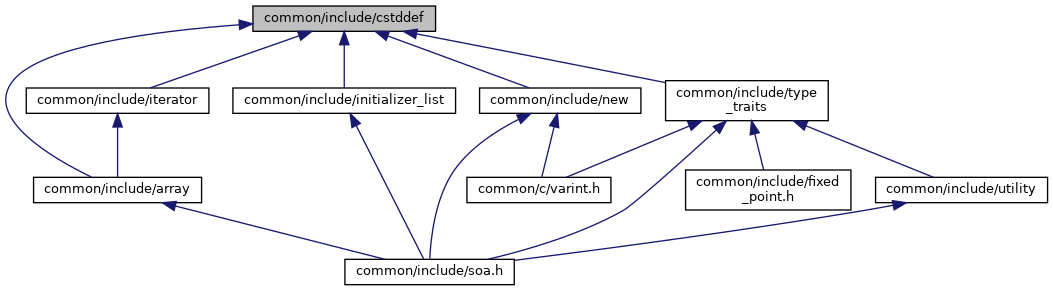 common/include/cstddef
common/include/iterator
common/include/initializer_list
common/include/new
common/include/type
_traits
common/include/array
common/c/varint.h
common/include/fixed
_point.h
common/include/utility
common/include/soa.h